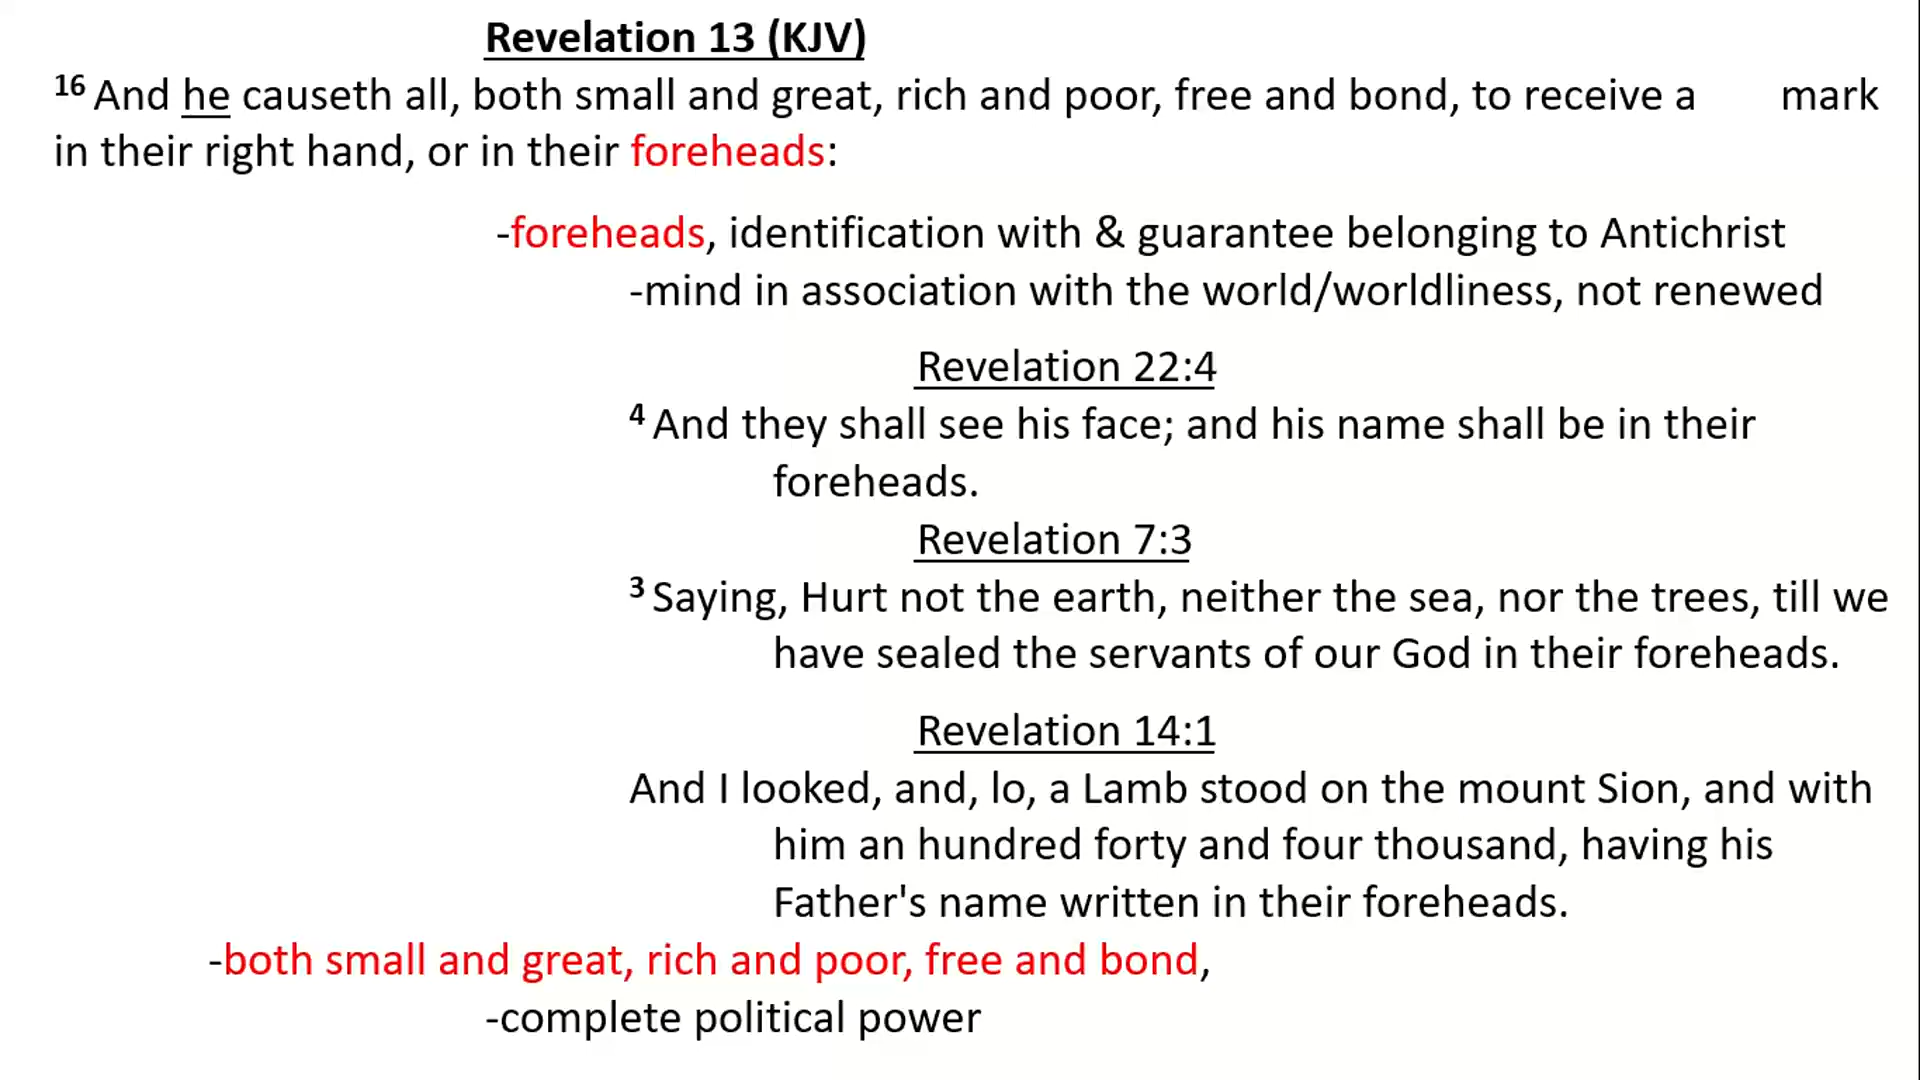 Revelation 13 (KJV)
16 And he causeth all, both small and great, rich and poor, free and bond, to receive a mark
in their right hand, or in their foreheads:
-foreheads, identification with & guarantee belonging to Antichrist
-mind in association with the world/worldliness, not renewed
Revelation 22:4
4 And they shall see his face; and his name shall be in their
foreheads.
Revelation 7:3
3 Saying, Hurt not the earth, neither the sea, nor the trees, till we
have sealed the servants of our God in their foreheads.
Revelation 14:1
And I looked, and, lo, a Lamb stood on the mount Sion, and with
him an hundred forty and four thousand, having his
Father's name written in their foreheads.
-both small and great, rich and poor, free and bond,
-complete political power